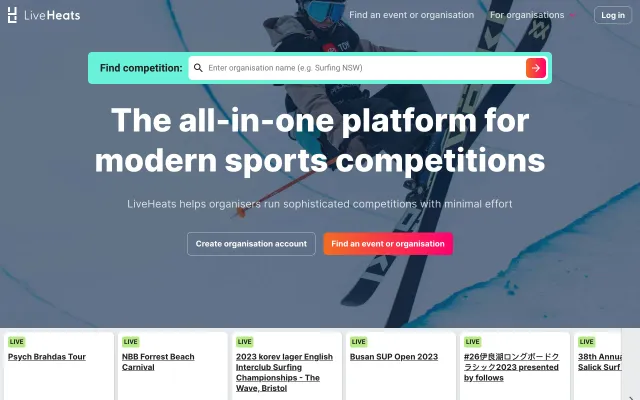 LiveHeats
Find an event or organisation
For organisations
Log in
Find competition:
Enter organisation name (e.g. Surfing NSW)
The all-in-one platform for
modern sports competitions
LiveHeats helps organisers run sophisticated competitions with minimal effort
Create organisation account
Find an event or organisation
LIVE
Psych Brahdas Tour
LIVE
NBB Forrest Beach
Carnival
LIVE
2023 korev lager English
Interclub Surfing
Championships - The
Wave, Bristol
LIVE
Busan SUP Open 2023
LIVE
#26伊良湖ロングボードク
ラシック2023 presented
by follows
LIVE
38th
Salick Surf